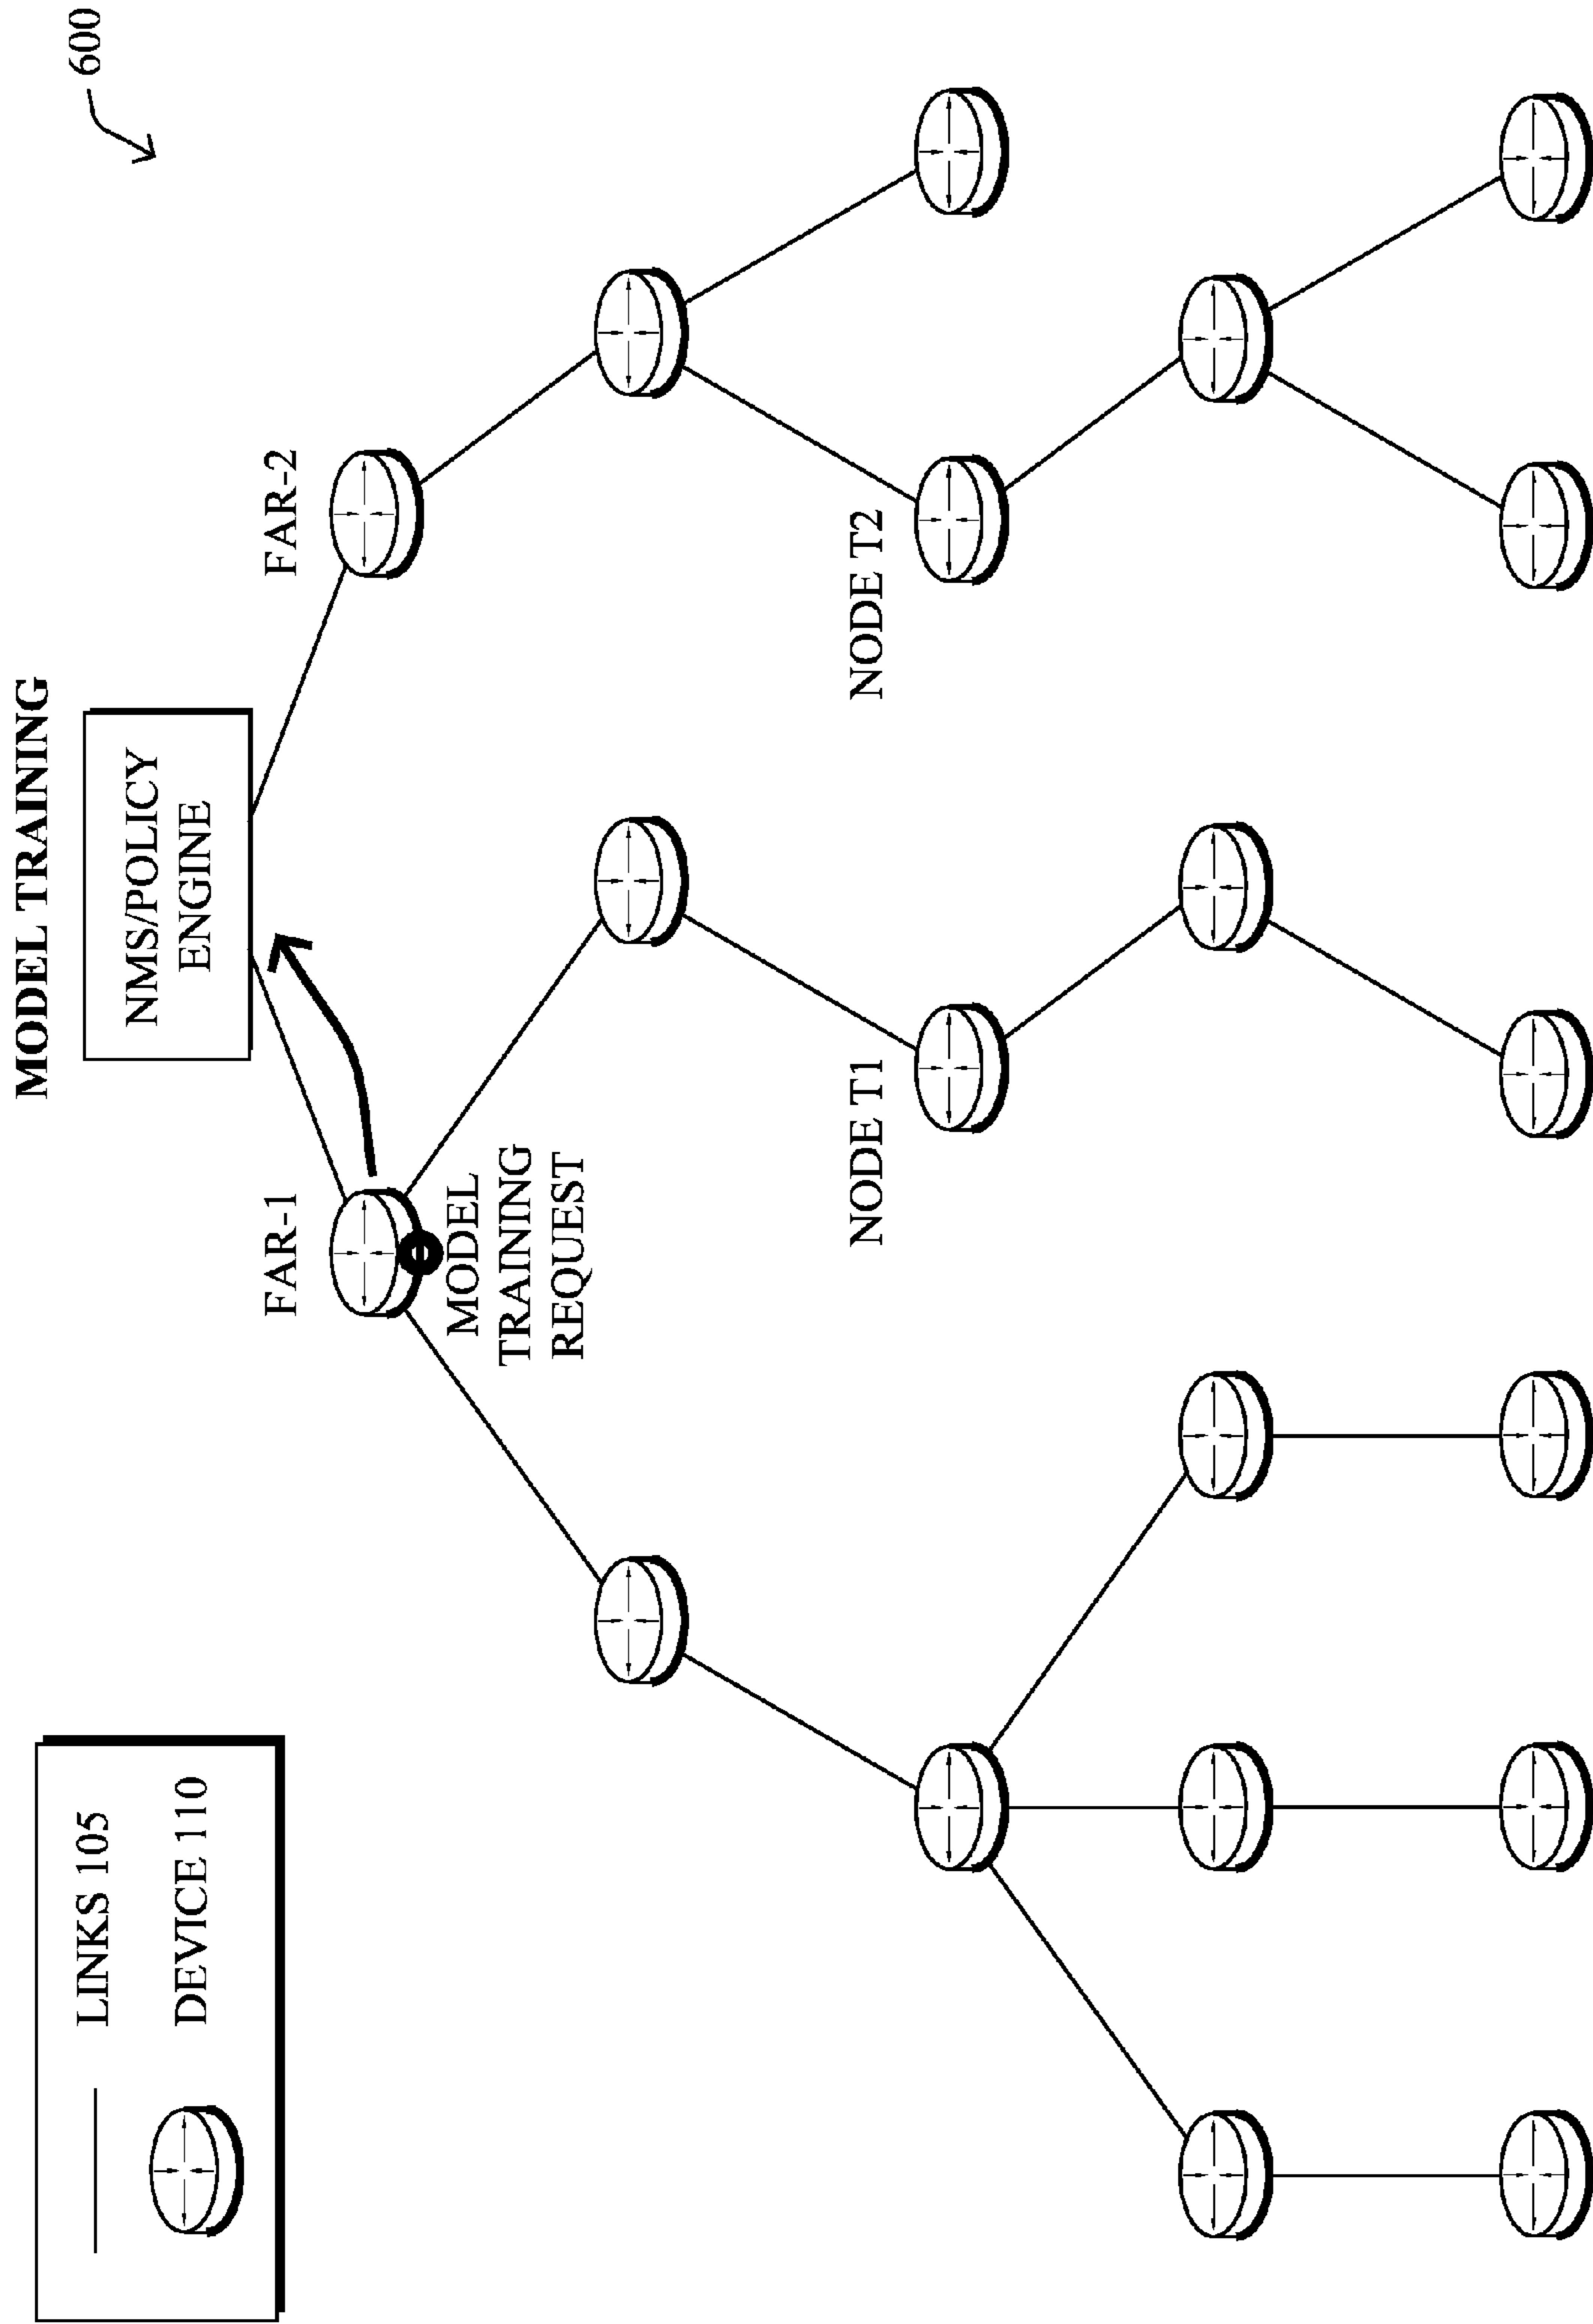 600
MODEL TRAINING
LINKS 105
DEVICE 110
NMS/POLICY
ENGINE
FAR-1
FAR-2
MODEL
TRAINING
REQUEST
NODE T1
NODE T2